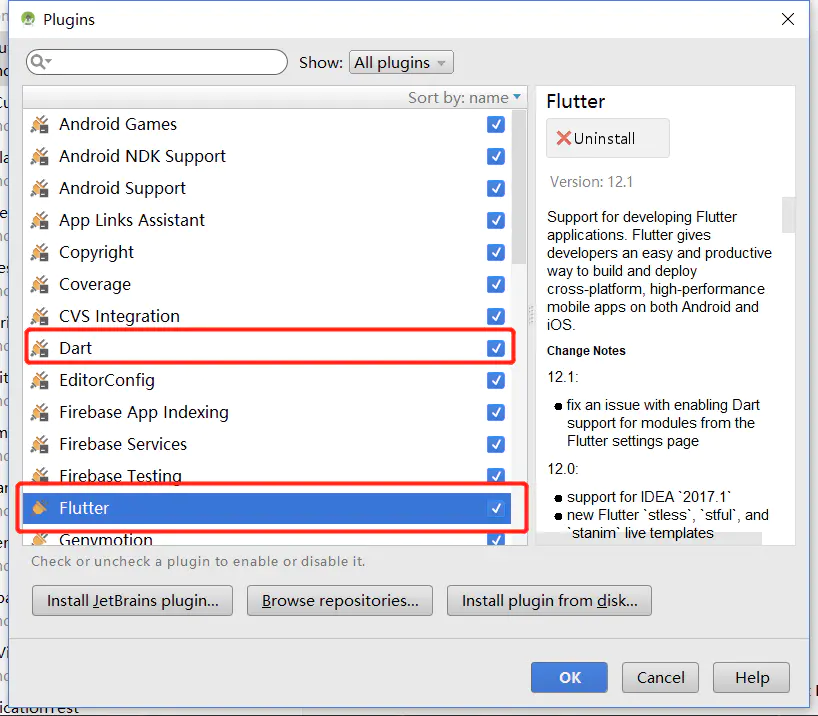 Plugins
Show: All plugins
Sort by: name
Android Games
Android NDK Support
Android Support
App Links Assistant
Copyright
Coverage
CVS Integration
Dart
EditorConfig
Firebase App Indexing
Firebase Services
Firebase Testing
Flutter
Genymotion
Flutter
Uninstall
Version: 12.1
Support for developing Flutter
applications. Flutter gives
developers an easy and productive
way to build and deploy
cross-platform, high-performance
mobile apps on both Android and
iOS.
Change Notes
12.1:
fix an issue with enabling Dart
support for modules from the
Flutter settings page
12.0:
support for IDEA `2017.1`
new Flutter `stless`, `stful`, and
`stanim` live templates
Check or uncheck a plugin to enable or disable it.
Install JetBrains plugin...
Browse repositories...
Install plugin from disk...
OK
Cancel
Help